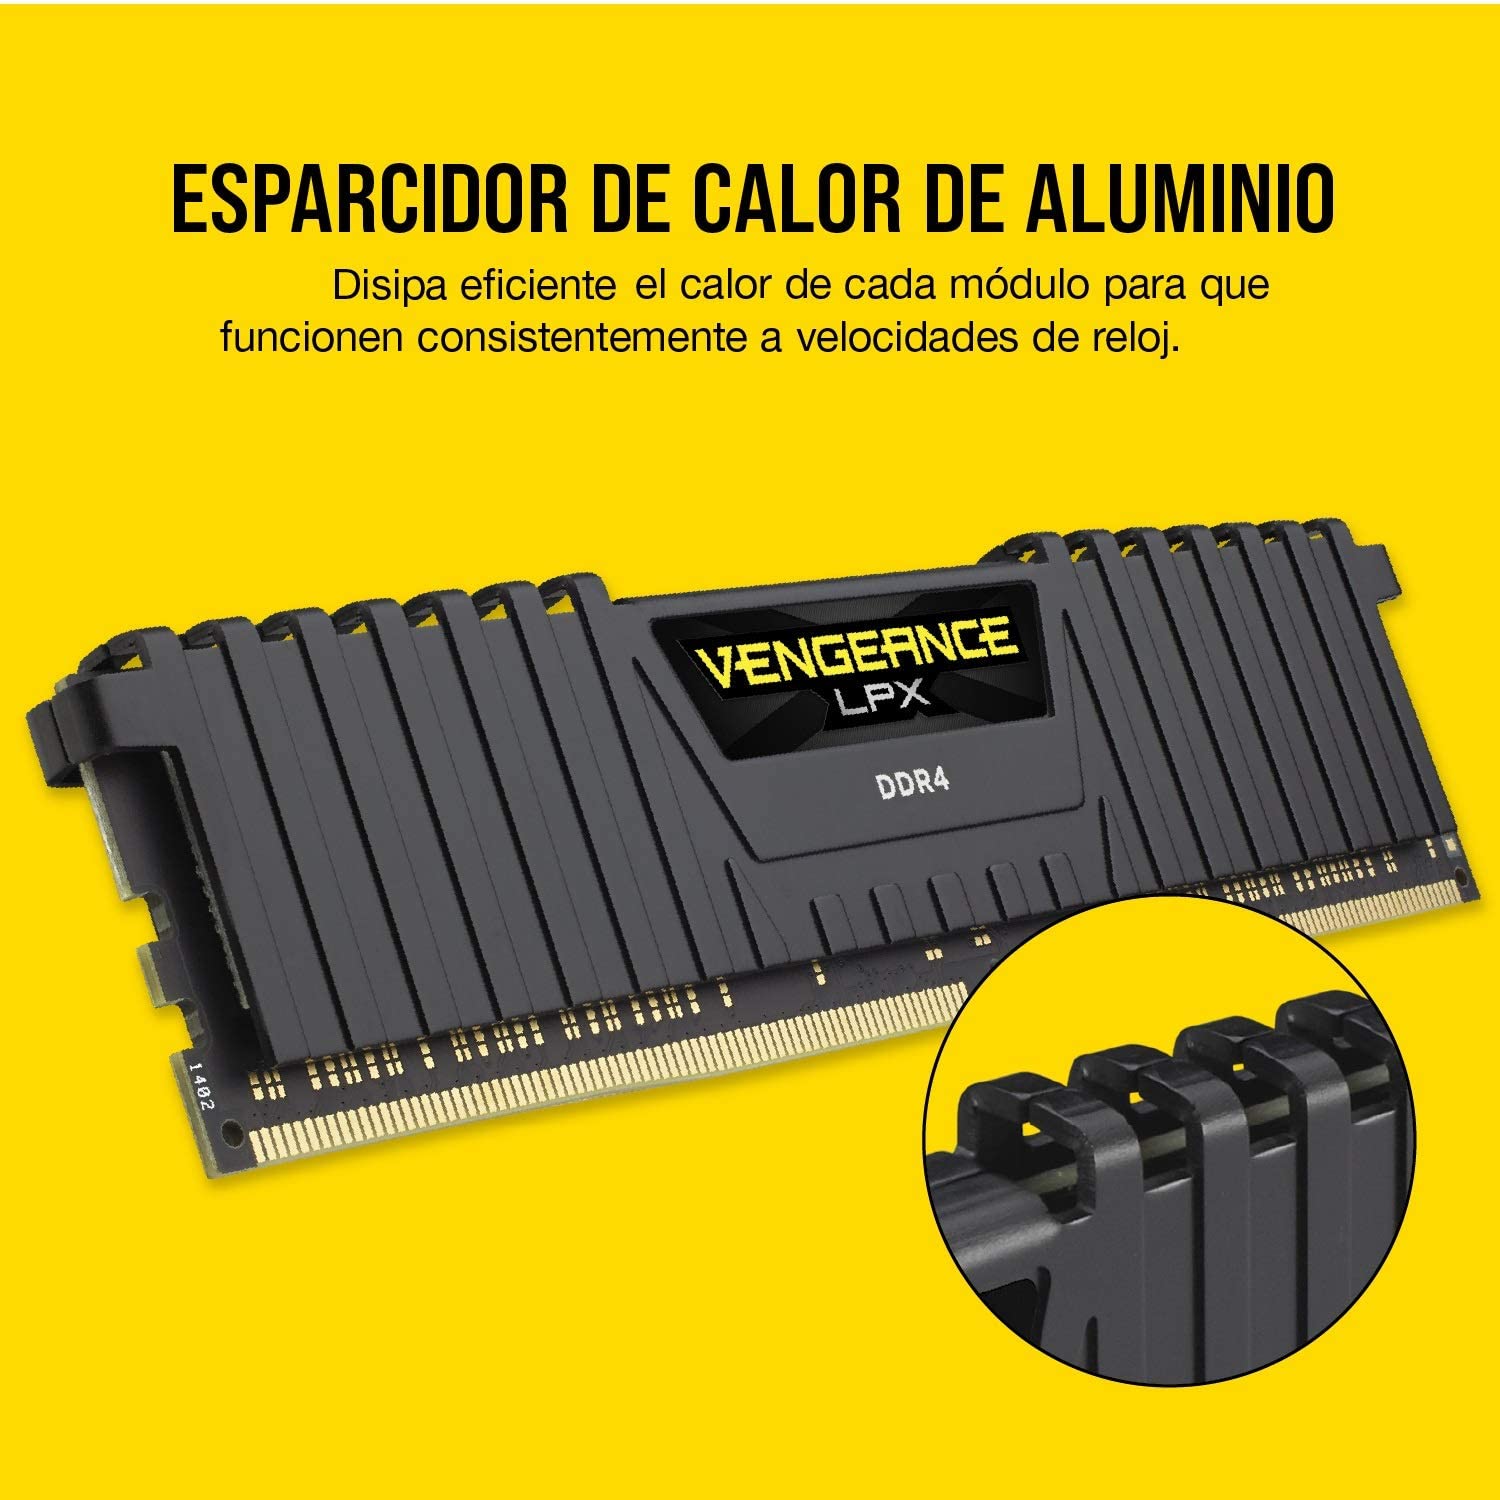 ESPARCIDOR DE CALOR DE ALUMINIO
Disipa eficiente el calor de cada módulo para que
funcionen consistentemente a velocidades de reloj.
VENGEANCE
LPX
DDR4
1402